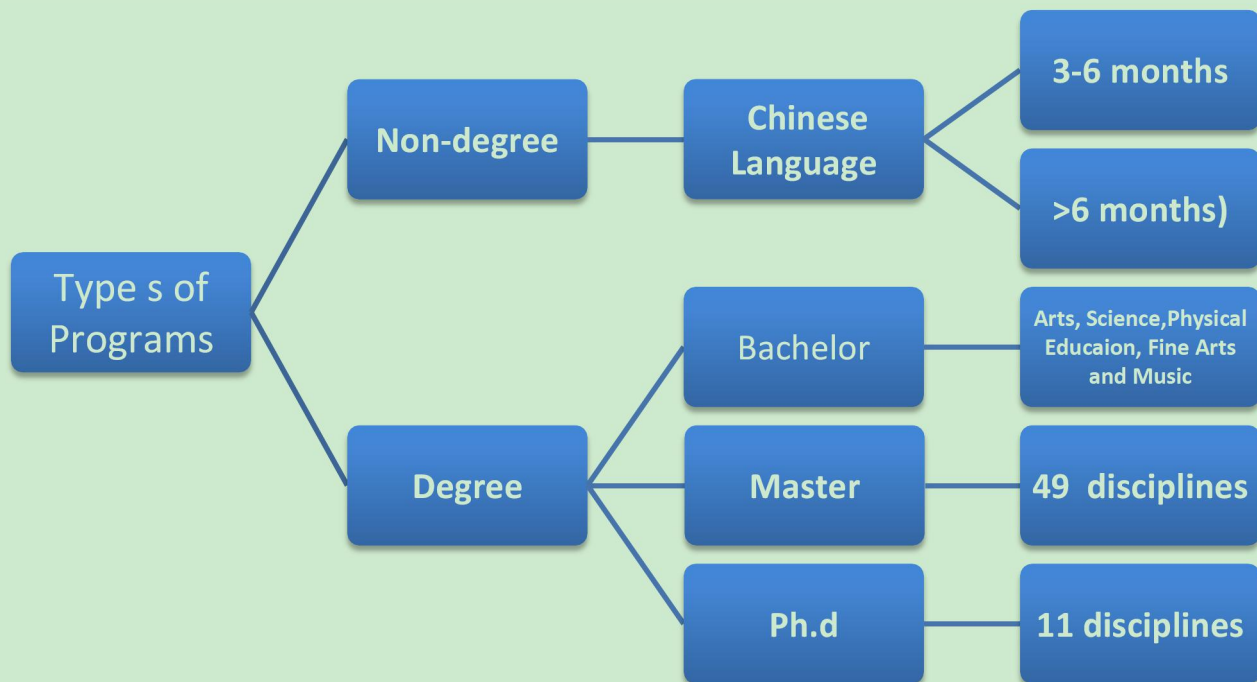 Type s of
Programs
Non-degree
Chinese
Language
3-6 months
>6 months)
Degree
Bachelor
Arts, Science,Physical
Educaion, Fine Arts
and Music
Master
49 disciplines
Ph.d
11 disciplines